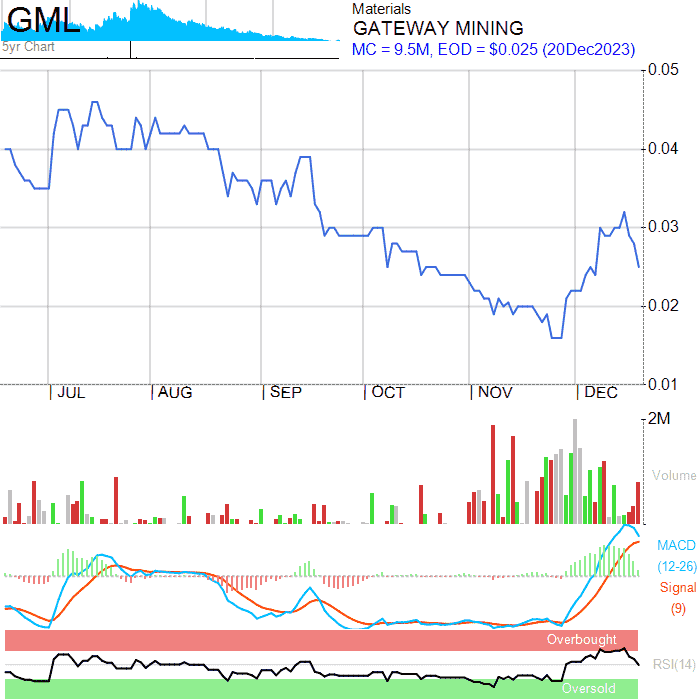 GML
5yr Chart
Materials
GATEWAY MINING
MC = 9.5M, EOD = $0.025 (20Dec2023)
0.05
0.04
0.03
0.02
0.01
JUL AUG SEP OCT NOV DEC
2M
Volume
MACD
(12-26)
Signal
(9)
Overbought
RSI(14)
Oversold